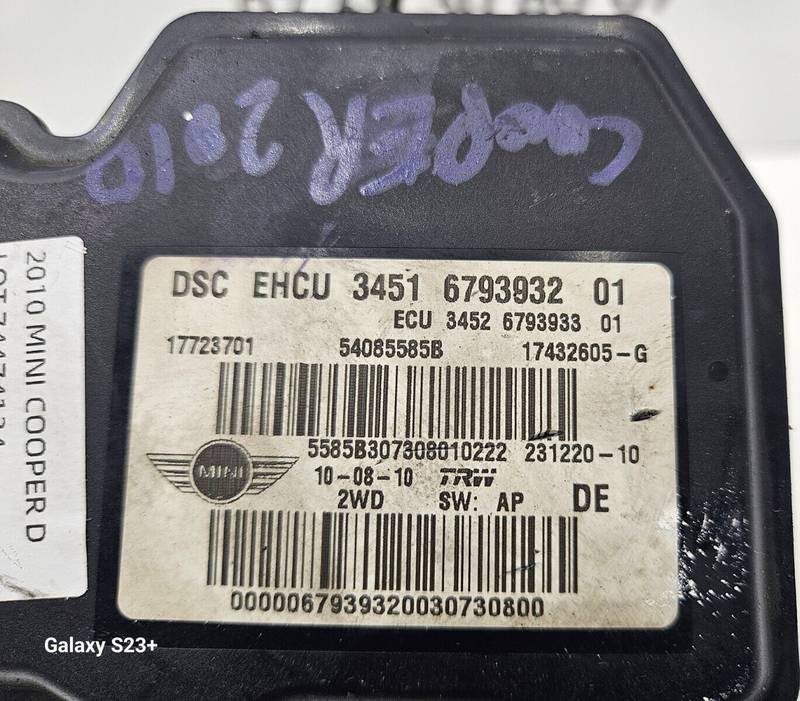 COOPER 2010
2010 MINI COOPER D
DSC EHCU 3451 6793932 01
ECU 3452 6793933 01
17723701 54085585B 17432605-G
5585B307308010222 231220-10
MINI
10-08-10 TRW
2WD SW: AP DE
0000067939320030730800
Galaxy S23+